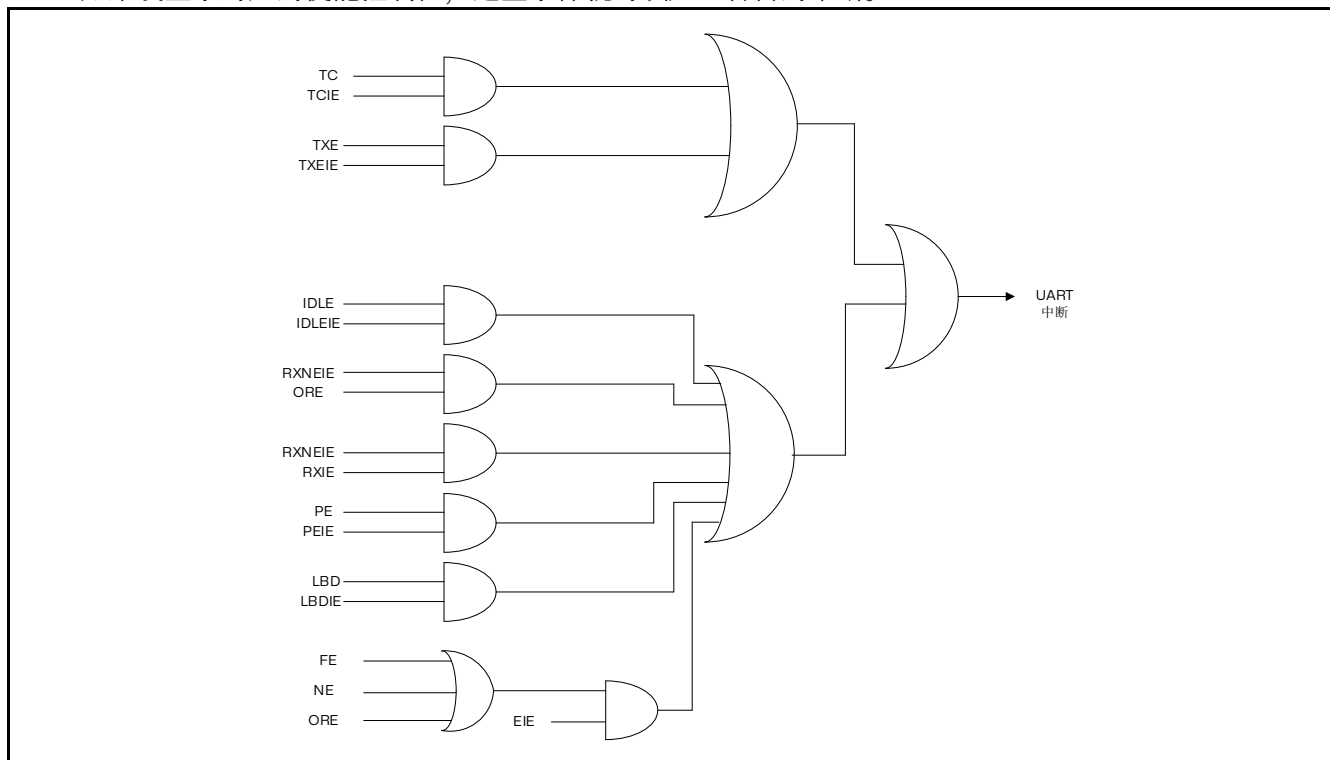 TC
TCIE
TXE
TXEIE
IDLE
IDLEIE
RXNEIE
ORE
RXNEIE
RXIE
PE
PEIE
LBD
LBDIE
FE
NE
ORE
EIE
UART
中断